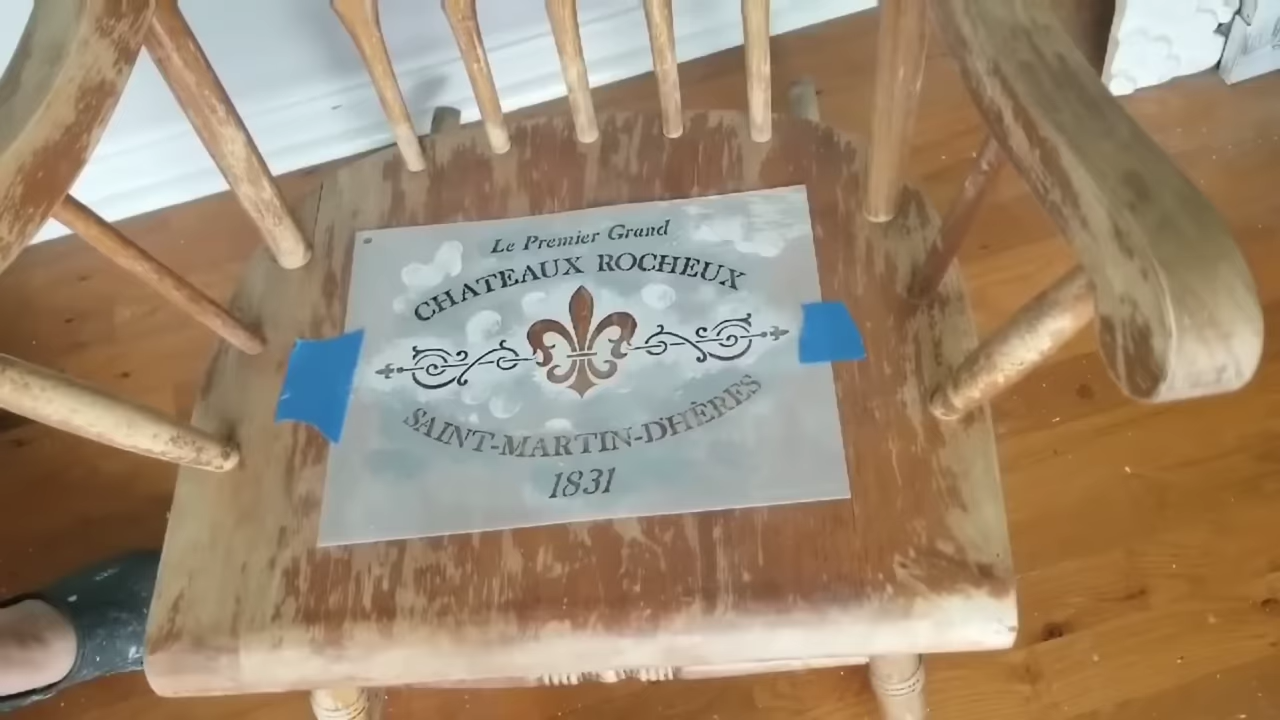 Le Premier Grand
CHATEAUX ROCHEUX
SAINT-MARTIN-DHÈRES
1831